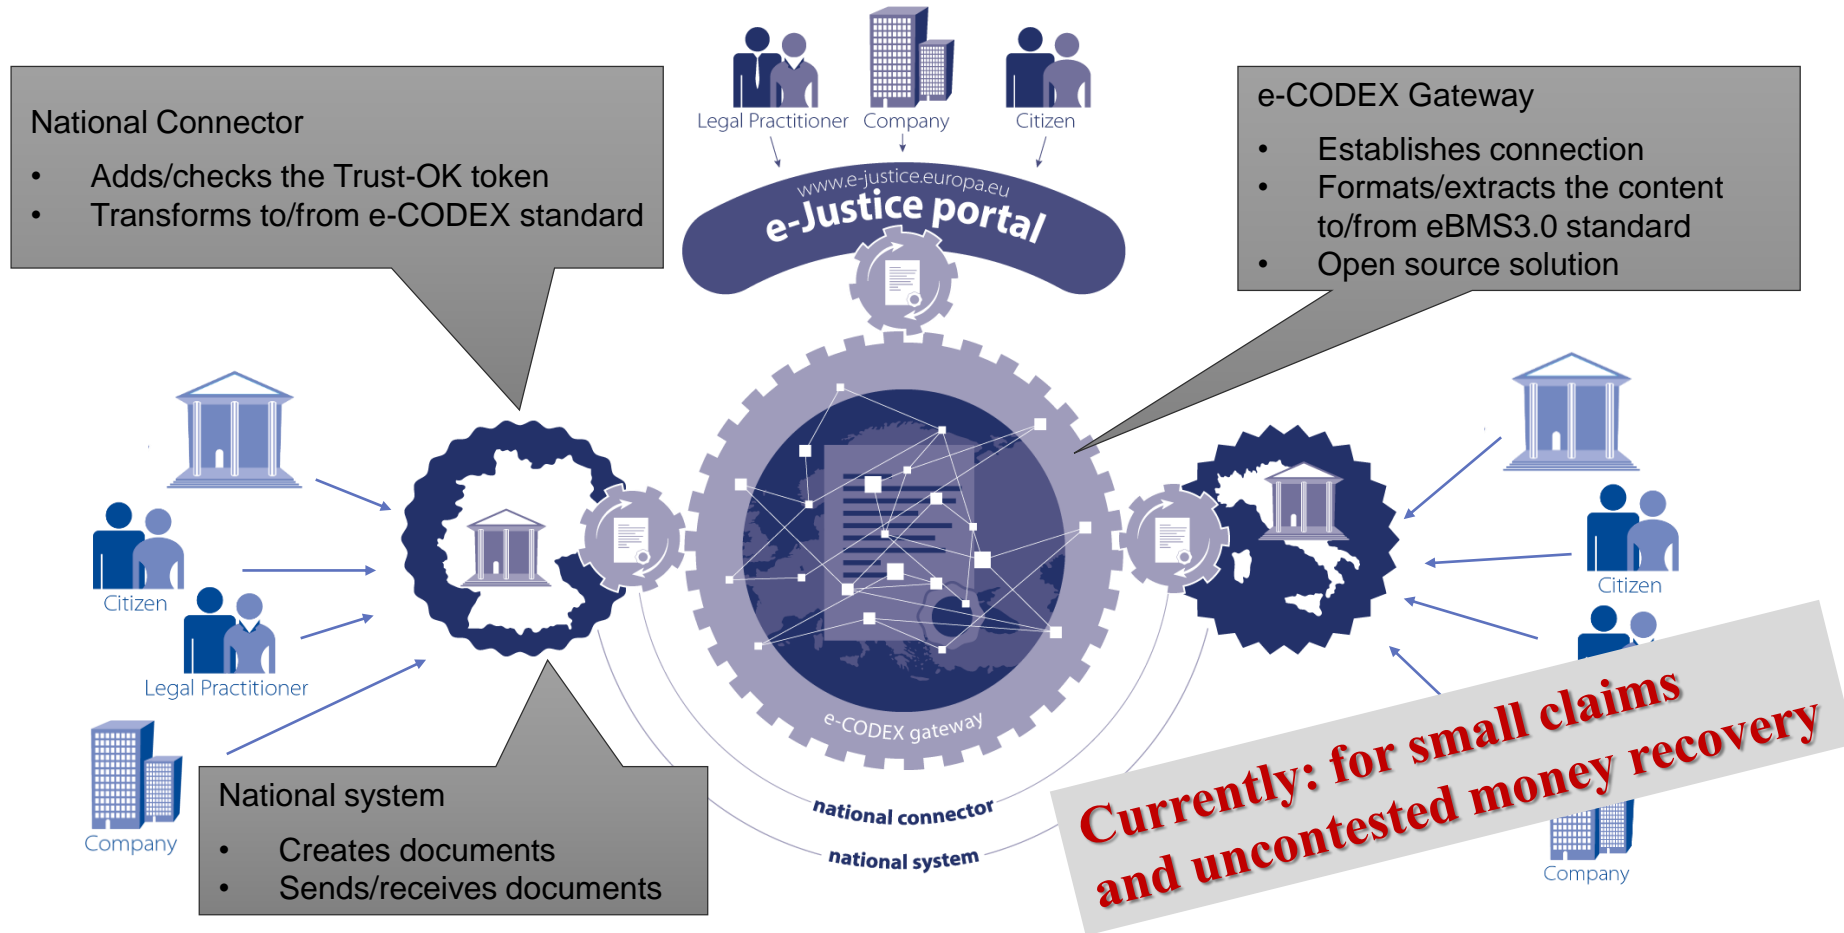 Legal Practitioner
Company
Citizen
National Connector
• Adds/checks the Trust-OK token
• Transforms to/from e-CODEX standard
e-CODEX Gateway
• Establishes connection
• Formats/extracts the content
to/from eBMS3.0 standard
• Open source solution
www.e-justice.europa.eu
e-Justice portal
Citizen
Legal Practitioner
Company
Citizen
e-CODEX gateway
national connector
national system
National system
• Creates documents
• Sends/receives documents
Currently: for small claims
and uncontested money recovery
Company